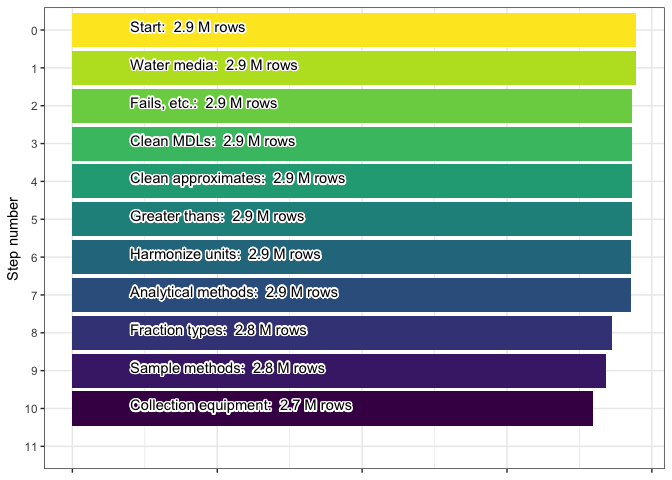 0 Start:  2.9 M rows
1 Water media:  2.9 M rows
2 Fails, etc.:  2.9 M rows
3 Clean MDLs:  2.9 M rows
4 Clean approximates:  2.9 M rows
5 Greater thans:  2.9 M rows
6 Harmonize units:  2.9 M rows
7 Analytical methods:  2.9 M rows
8 Fraction types:  2.8 M rows
9 Sample methods:  2.8 M rows
10 Collection equipment:  2.7 M rows
11
Step number